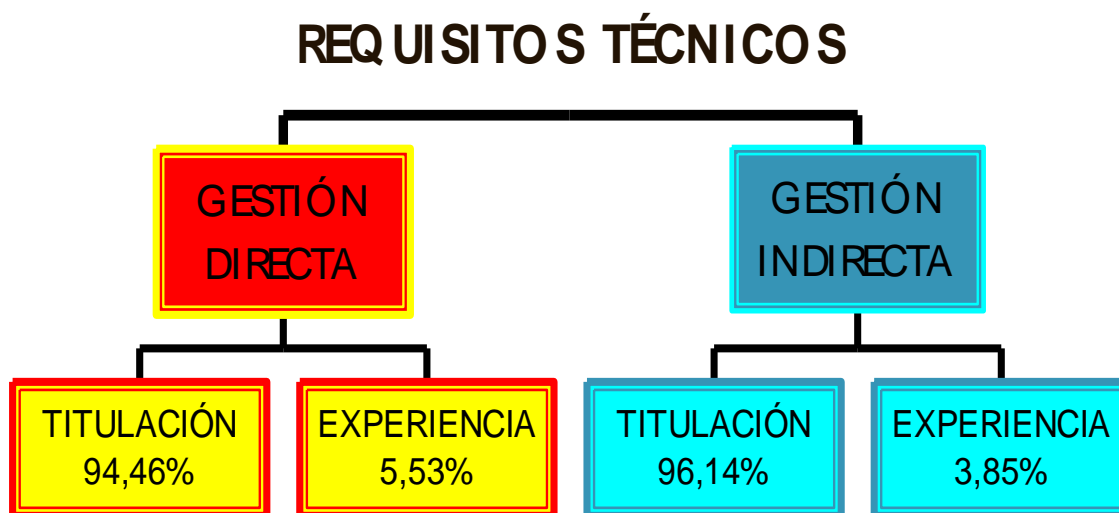 REQUISITOS TÉCNICOS
GESTIÓN
DIRECTA
GESTIÓN
INDIRECTA
TITULACIÓN
94,46%
EXPERIENCIA
5,53%
TITULACIÓN
96,14%
EXPERIENCIA
3,85%